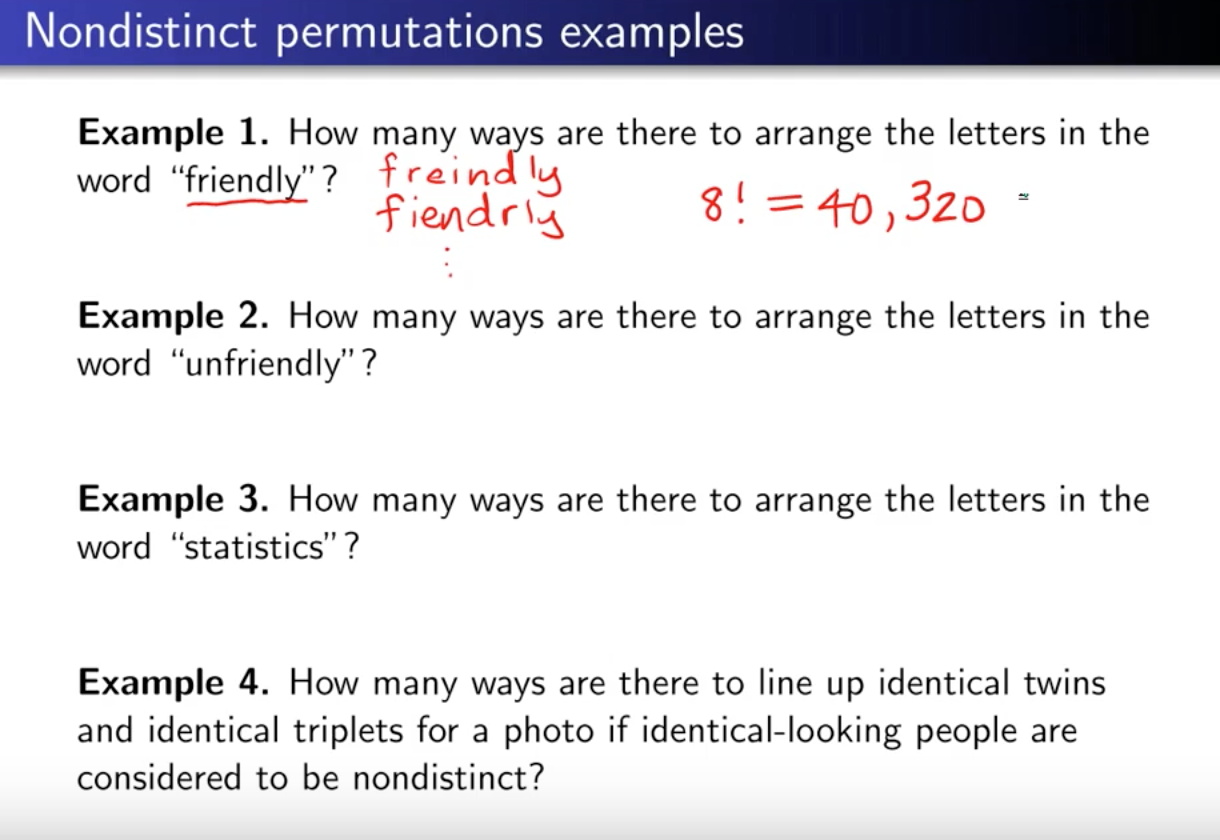 Nondistinct permutations examples
Example 1. How many ways are there to arrange the letters in the
word “friendly”?
freindly
fiendrly
⋮
8! = 40,320
Example 2. How many ways are there to arrange the letters in the
word “unfriendly”?
Example 3. How many ways are there to arrange the letters in the
word “statistics”?
Example 4. How many ways are there to line up identical twins
and identical triplets for a photo if identical-looking people are
considered to be nondistinct?